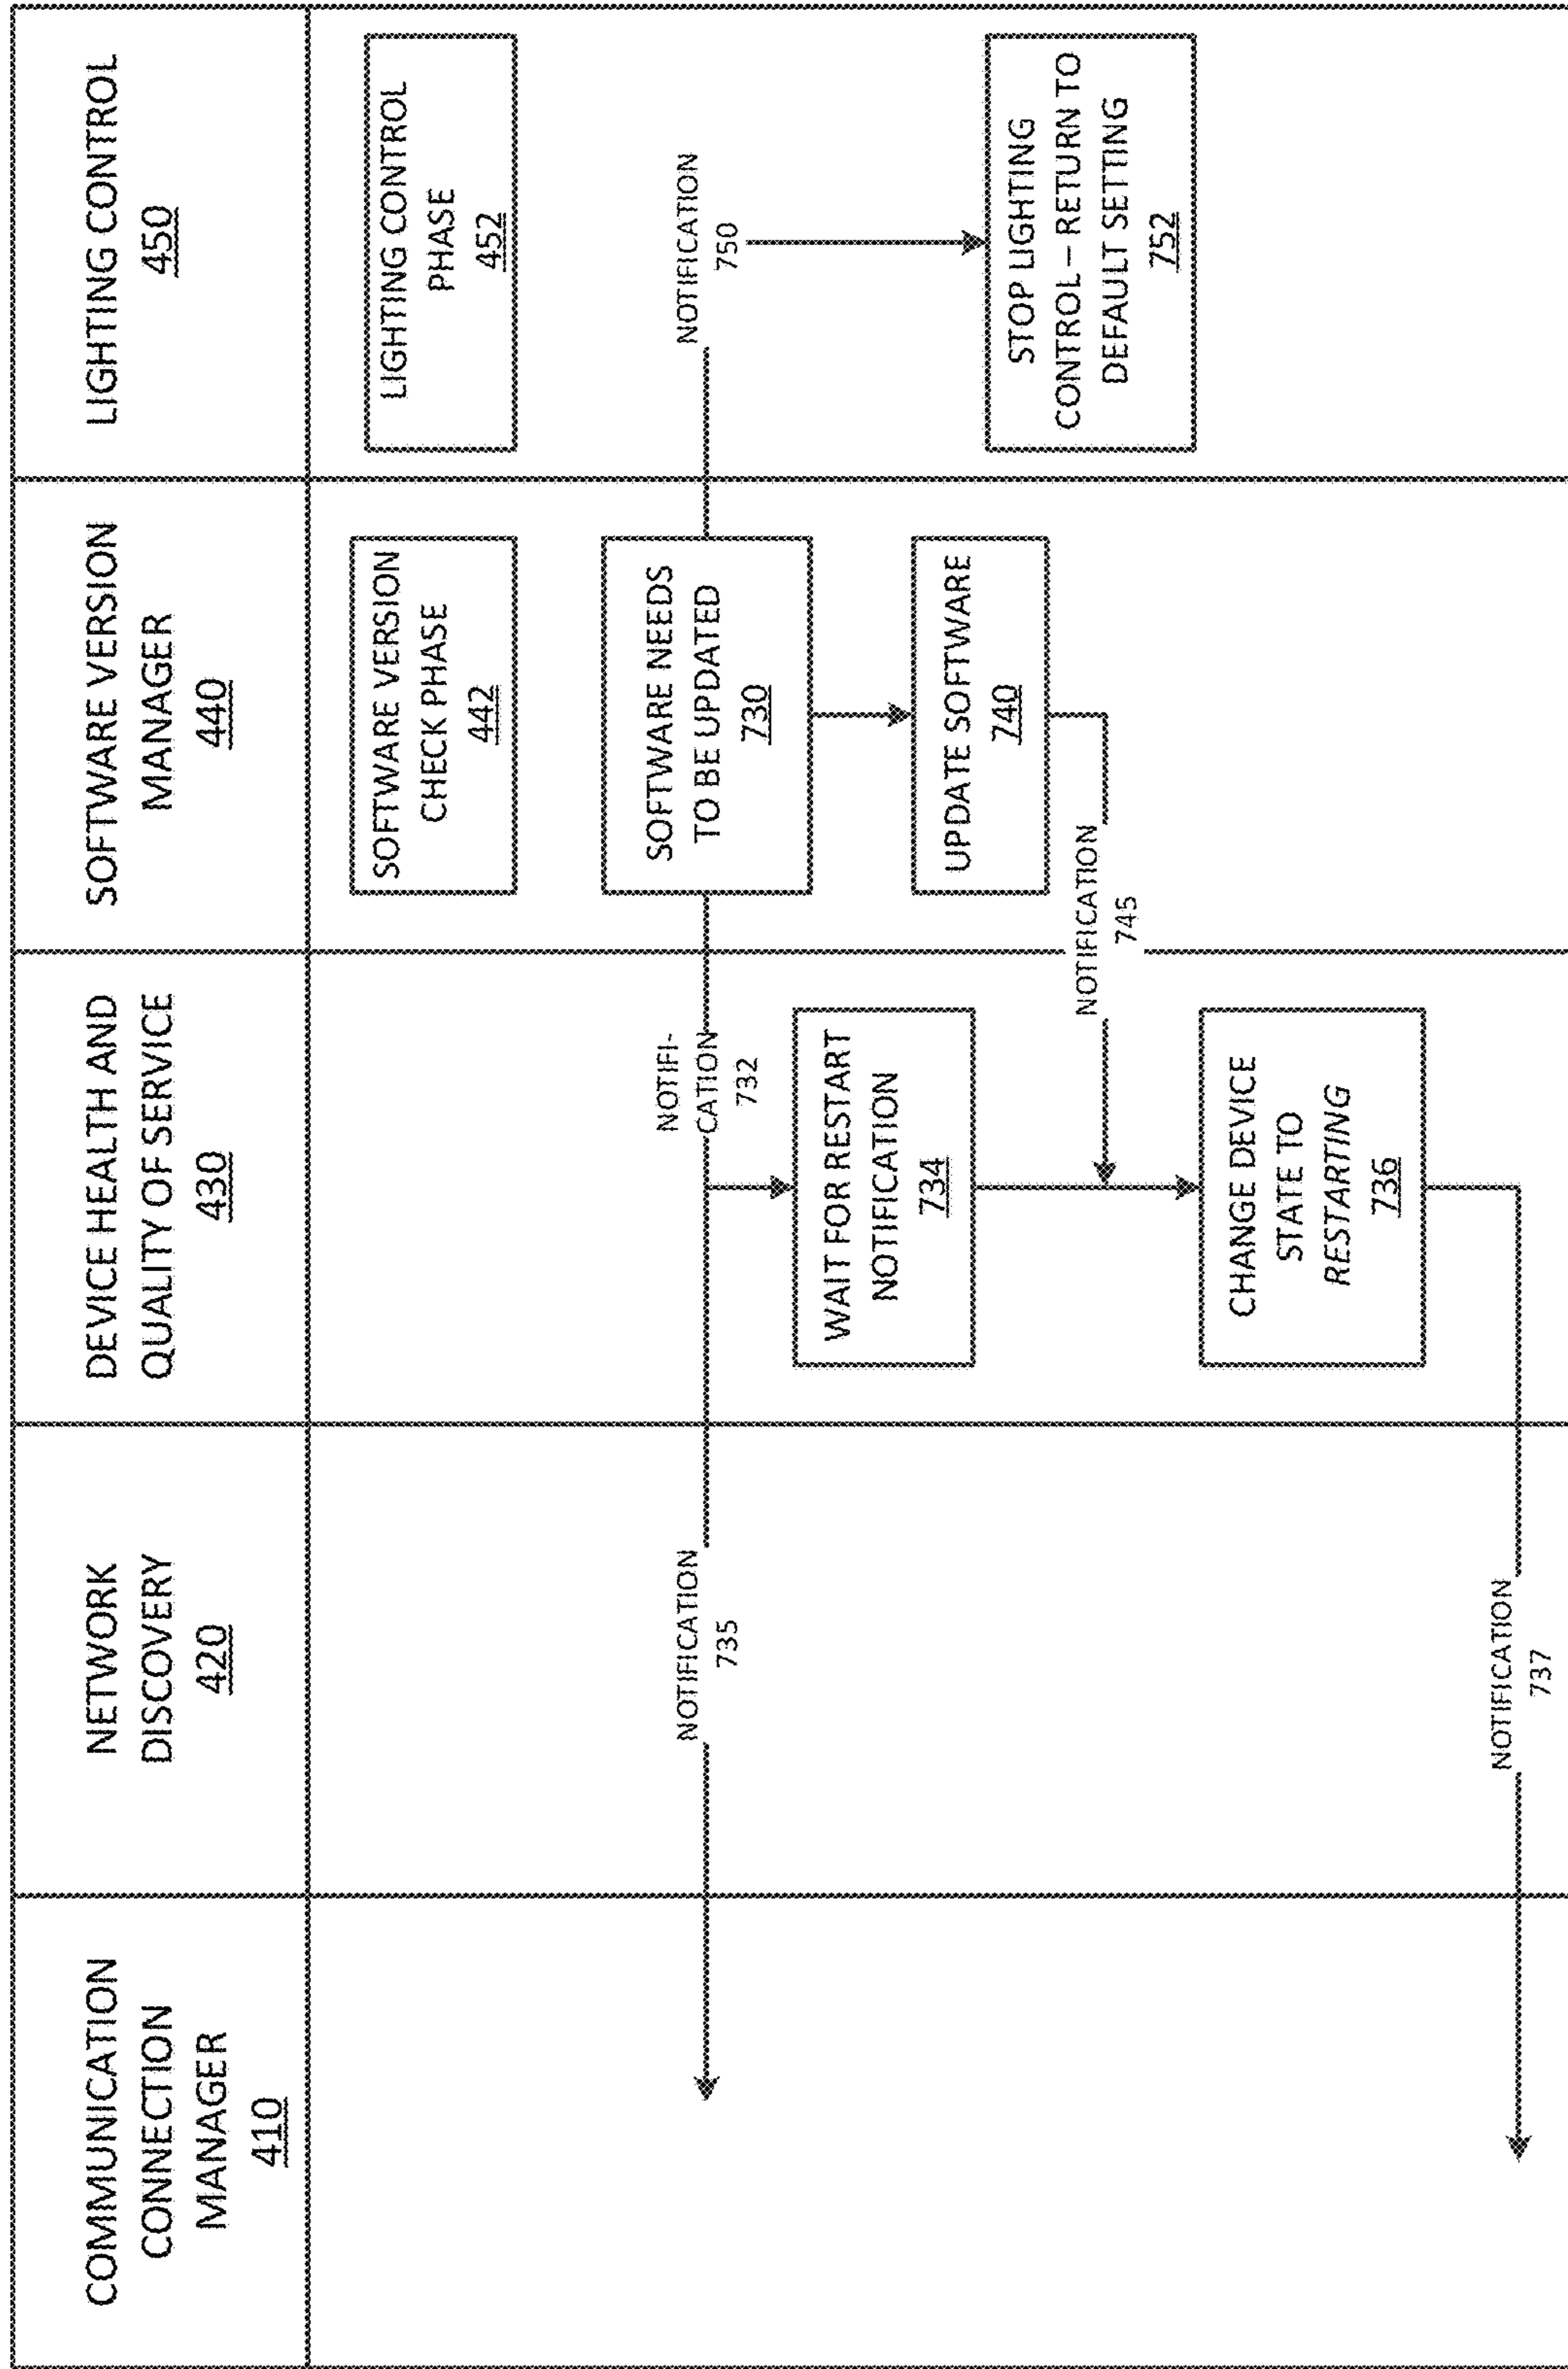 COMMUNICATION
CONNECTION
MANAGER
410
NETWORK
DISCOVERY
420
DEVICE HEALTH AND
QUALITY OF SERVICE
430
SOFTWARE VERSION
MANAGER
440
LIGHTING CONTROL
450
SOFTWARE VERSION
CHECK PHASE
442
LIGHTING CONTROL
PHASE
452
NOTIFICATION
735
NOTIFI-
CATION
732
SOFTWARE NEEDS
TO BE UPDATED
730
NOTIFICATION
750
WAIT FOR RESTART
NOTIFICATION
734
UPDATE SOFTWARE
740
STOP LIGHTING
CONTROL – RETURN TO
DEFAULT SETTING
752
NOTIFICATION
745
CHANGE DEVICE
STATE TO
RESTARTING
736
NOTIFICATION
737